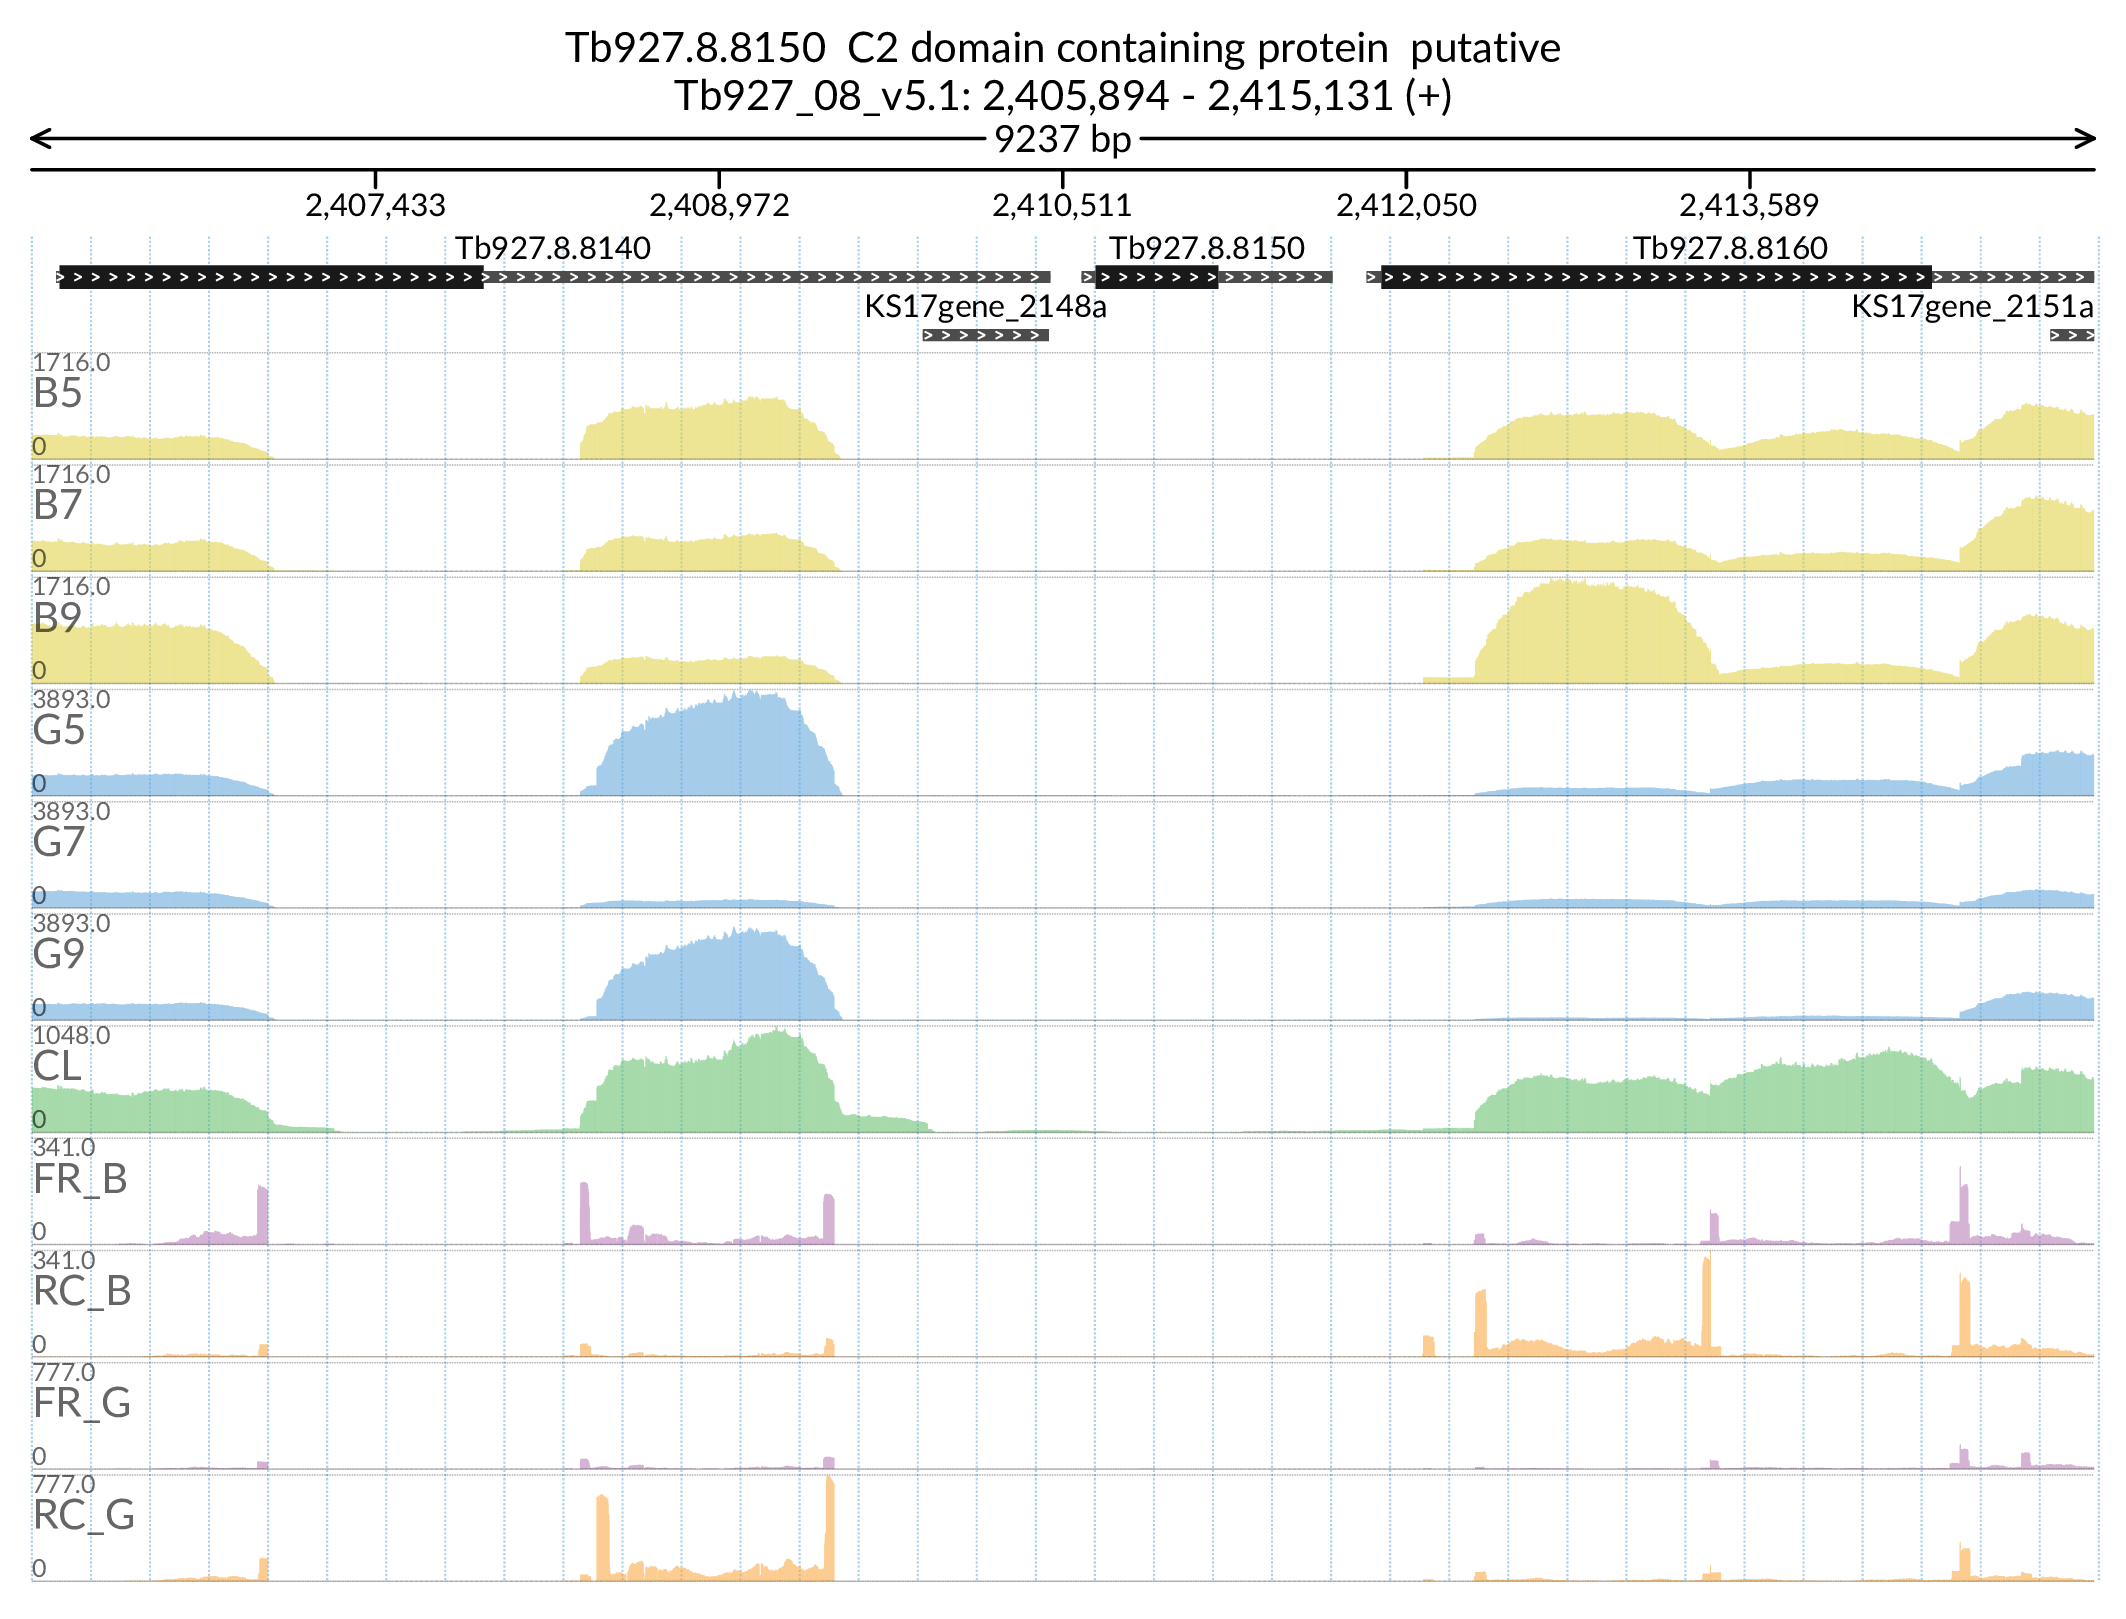 Tb927.8.8150  C2 domain containing protein  putative
Tb927_08_v5.1: 2,405,894 - 2,415,131 (+)
9237 bp
2,407,433 2,408,972 2,410,511 2,412,050 2,413,589
Tb927.8.8140 Tb927.8.8150 Tb927.8.8160
KS17gene_2148a KS17gene_2151a
1716.0
B5
0
1716.0
B7
0
1716.0
B9
0
3893.0
G5
0
3893.0
G7
0
3893.0
G9
0
1048.0
CL
0
341.0
FR_B
0
341.0
RC_B
0
777.0
FR_G
0
777.0
RC_G
0